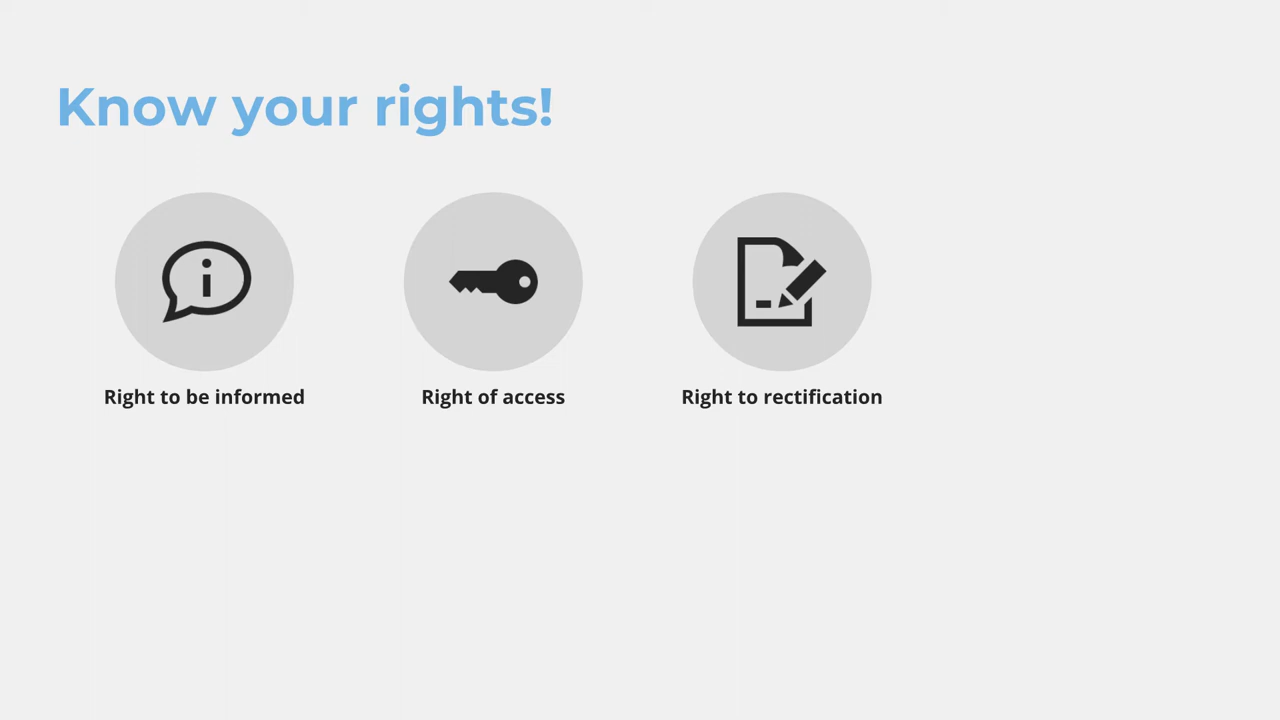 Know your rights!
Right to be informed
Right of access
Right to rectification